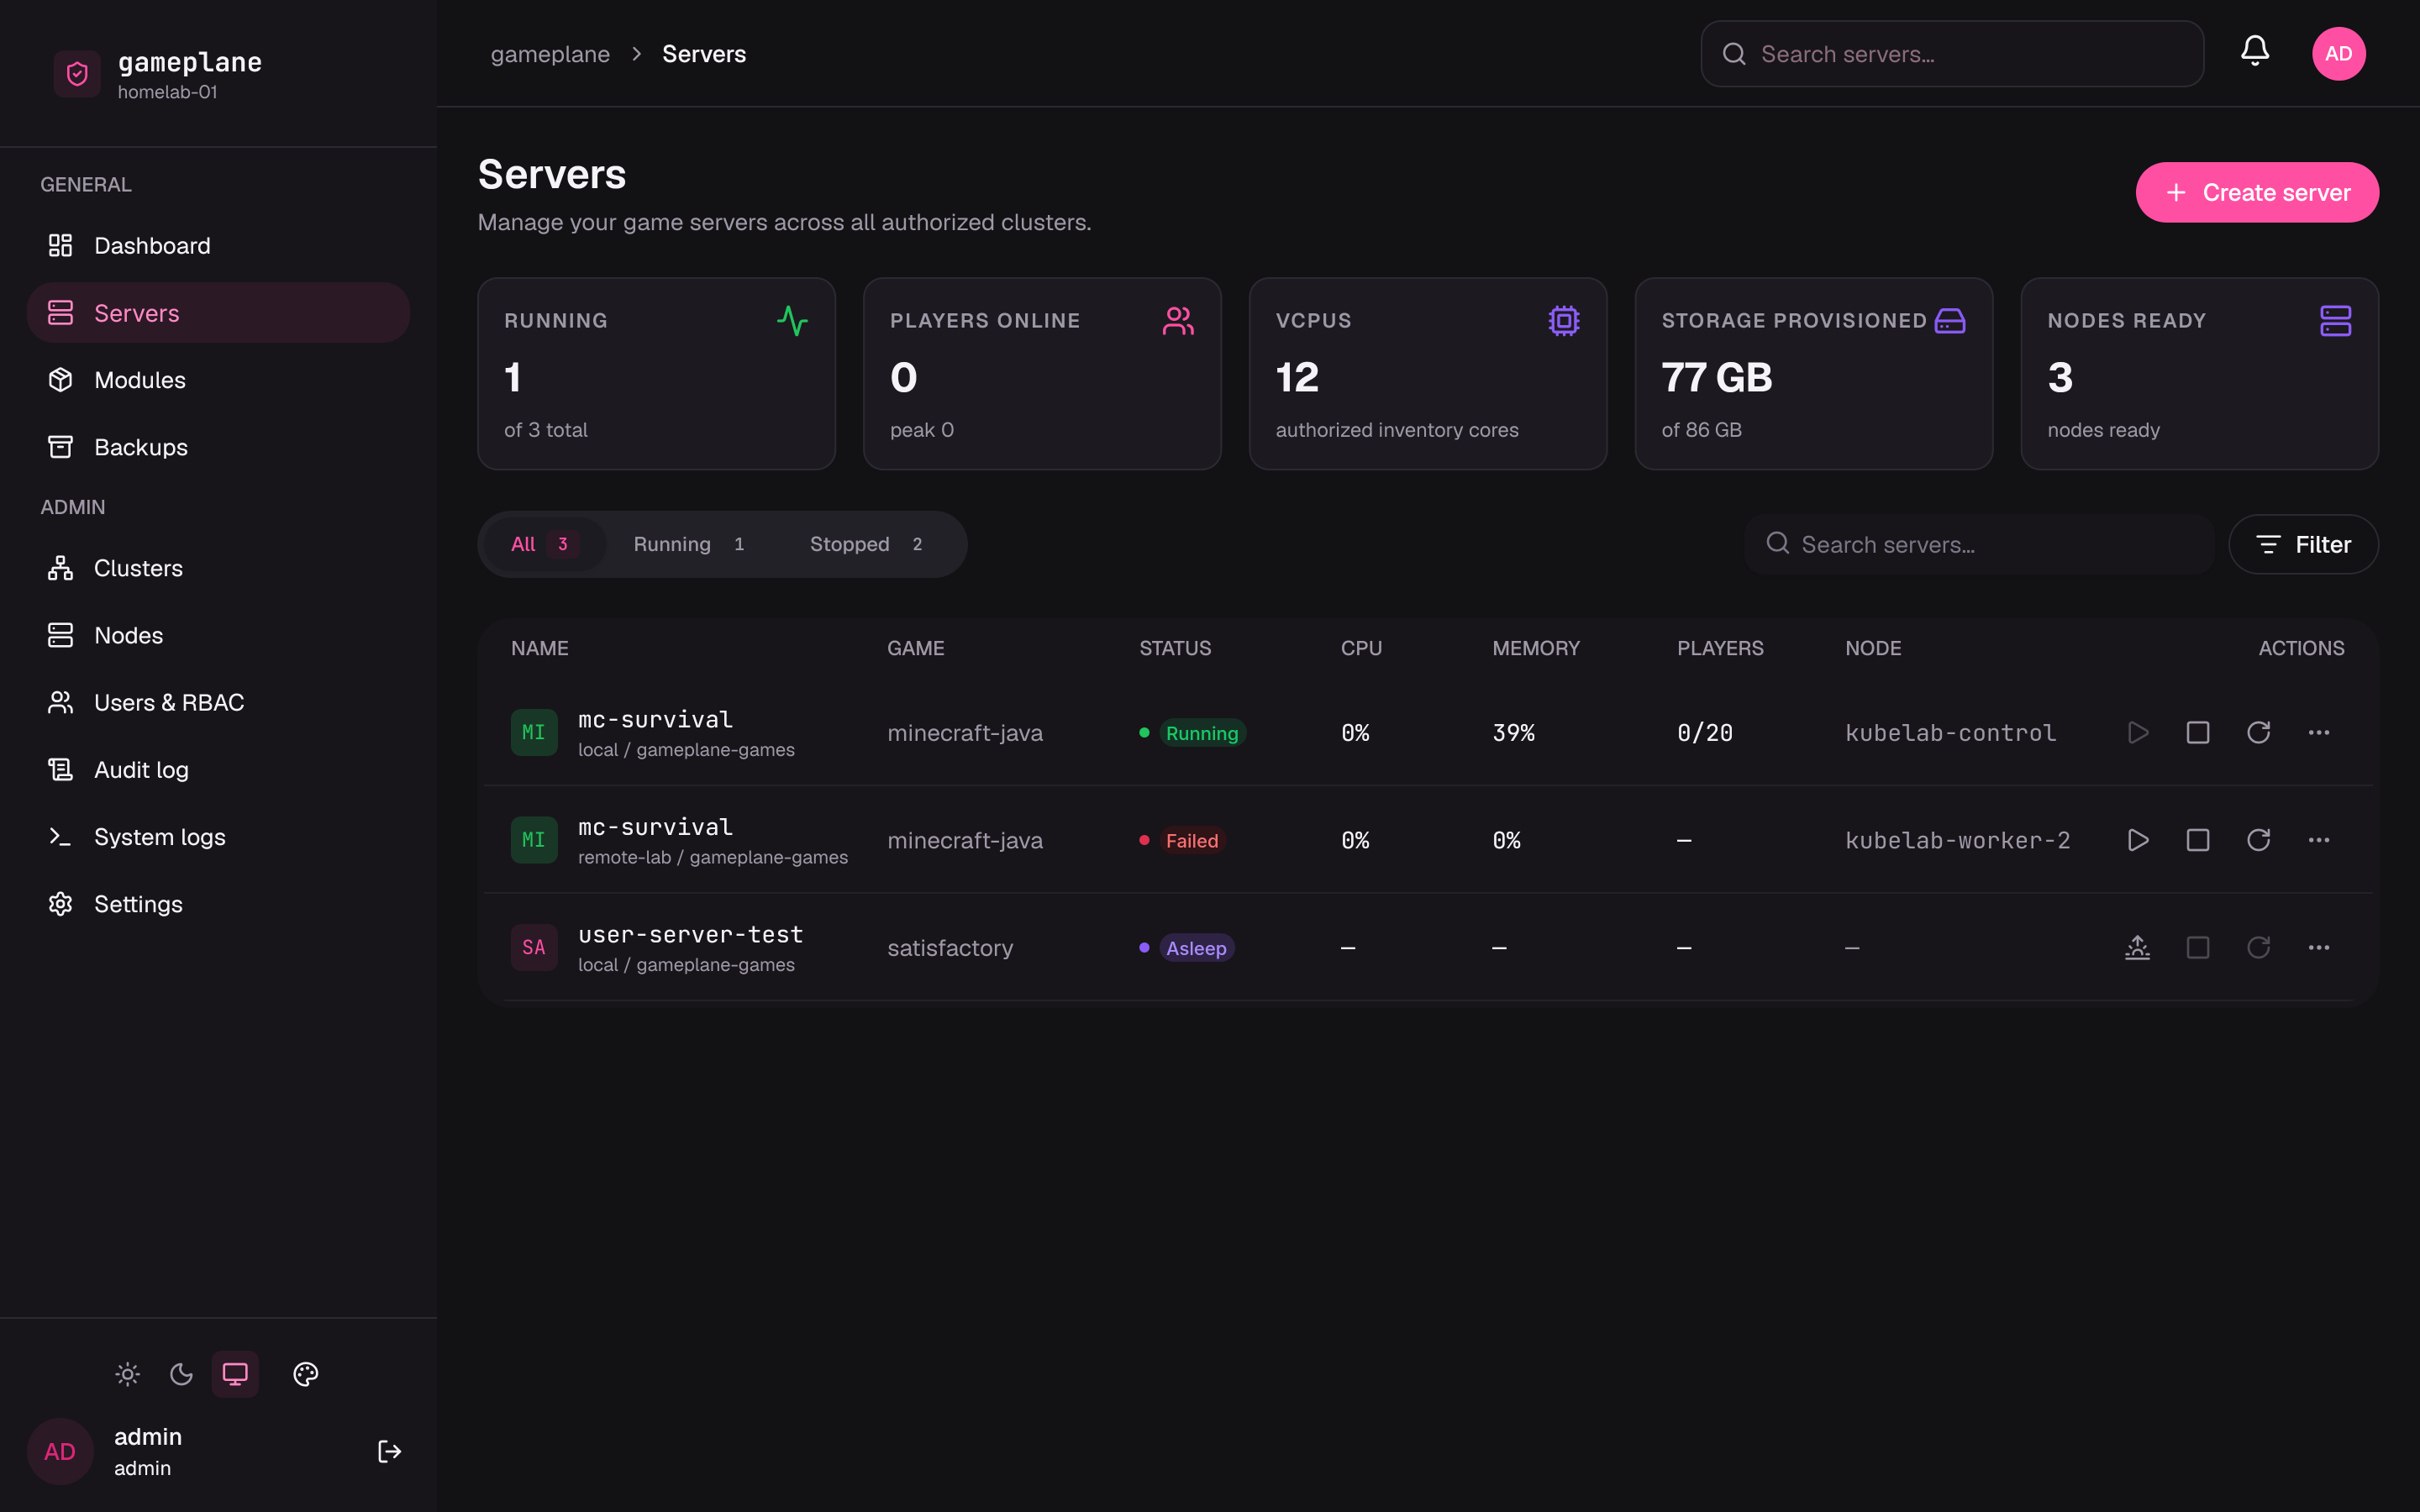 gameplane
homelab-01
GENERAL
Dashboard
Servers
Modules
Backups
ADMIN
Clusters
Nodes
Users & RBAC
Audit log
System logs
Settings
AD
admin
admin
gameplane > Servers
Search servers...
AD
Servers
Manage your game servers across all authorized clusters.
+ Create server
RUNNING
1
of 3 total
PLAYERS ONLINE
0
peak 0
VCPUS
12
authorized inventory cores
STORAGE PROVISIONED
77 GB
of 86 GB
NODES READY
3
nodes ready
All 3 Running 1 Stopped 2
Search servers...
Filter
NAME GAME STATUS CPU MEMORY PLAYERS NODE ACTIONS
MI mc-survival minecraft-java Running 0% 39% 0/20 kubelab-control
local / gameplane-games
MI mc-survival minecraft-java Failed 0% 0% — kubelab-worker-2
remote-lab / gameplane-games
SA user-server-test satisfactory Asleep — — — —
local / gameplane-games